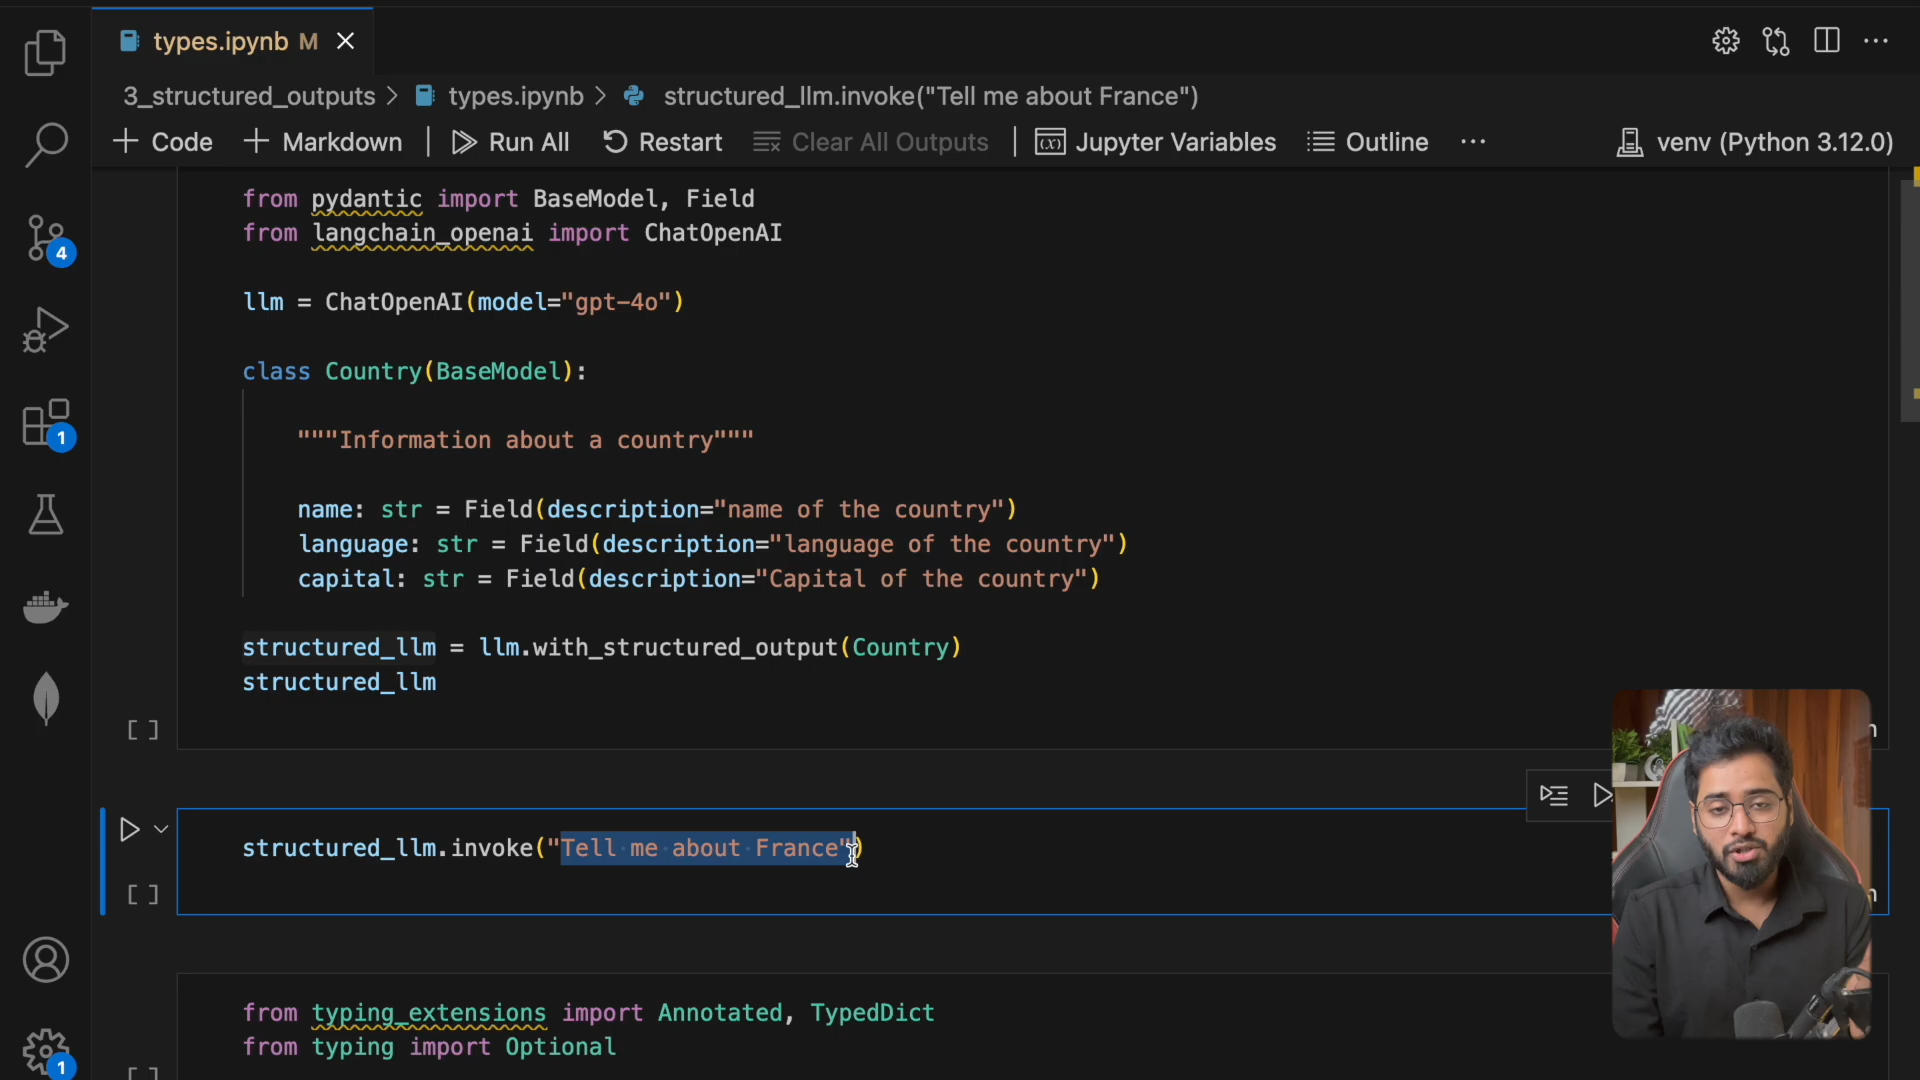 types.ipynb M
3_structured_outputs > types.ipynb > structured_llm.invoke("Tell me about France")
+ Code + Markdown | Run All Restart Clear All Outputs | Jupyter Variables Outline ... venv (Python 3.12.0)
from pydantic import BaseModel, Field
from langchain_openai import ChatOpenAI
llm = ChatOpenAI(model="gpt-4o")
class Country(BaseModel):
"""Information about a country"""
name: str = Field(description="name of the country")
language: str = Field(description="language of the country")
capital: str = Field(description="Capital of the country")
structured_llm = llm.with_structured_output(Country)
structured_llm
[ ]
structured_llm.invoke("Tell me about France")
[ ]
from typing_extensions import Annotated, TypedDict
from typing import Optional
4
1
1